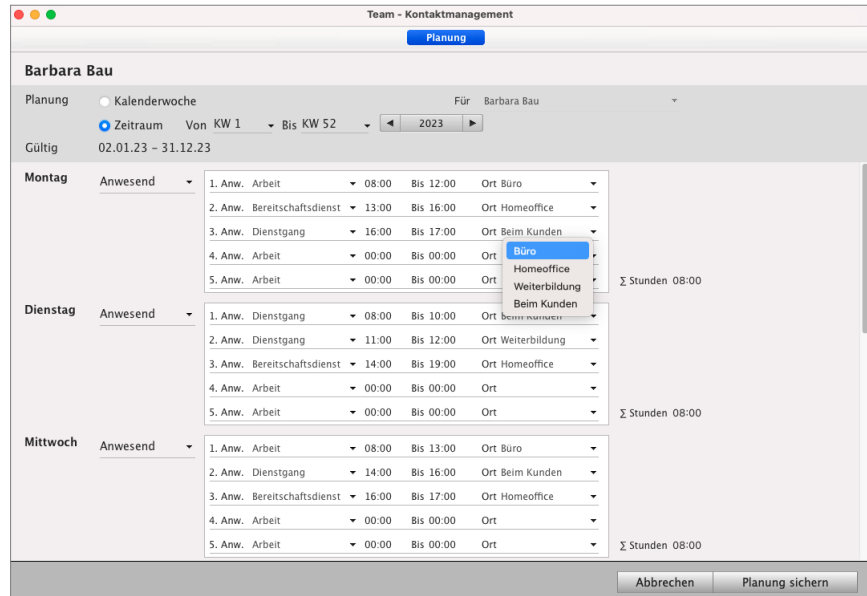 Team - Kontaktmanagement
Planung
Barbara Bau
Planung Kalenderwoche Für Barbara Bau
Zeitraum Von KW 1 Bis KW 52 2023
Gültig 02.01.23 – 31.12.23
Montag Anwesend 1. Anw. Arbeit 08:00 Bis 12:00 Ort Büro
2. Anw. Bereitschaftsdienst 13:00 Bis 16:00 Ort Homeoffice
3. Anw. Dienstgang 16:00 Bis 17:00 Ort Beim Kunden
4. Anw. Arbeit 00:00 Bis 00:00 Ort
5. Anw. Arbeit 00:00 Bis 00:00 Ort ∑ Stunden 08:00
Büro
Homeoffice
Weiterbildung
Beim Kunden
Dienstag Anwesend 1. Anw. Dienstgang 08:00 Bis 10:00 Ort Beim Kunden
2. Anw. Dienstgang 11:00 Bis 12:00 Ort Weiterbildung
3. Anw. Bereitschaftsdienst 14:00 Bis 19:00 Ort Homeoffice
4. Anw. Arbeit 00:00 Bis 00:00 Ort
5. Anw. Arbeit 00:00 Bis 00:00 Ort ∑ Stunden 08:00
Mittwoch Anwesend 1. Anw. Arbeit 08:00 Bis 13:00 Ort Büro
2. Anw. Dienstgang 14:00 Bis 16:00 Ort Beim Kunden
3. Anw. Bereitschaftsdienst 16:00 Bis 17:00 Ort Homeoffice
4. Anw. Arbeit 00:00 Bis 00:00 Ort
5. Anw. Arbeit 00:00 Bis 00:00 Ort ∑ Stunden 08:00
Abbrechen Planung sichern